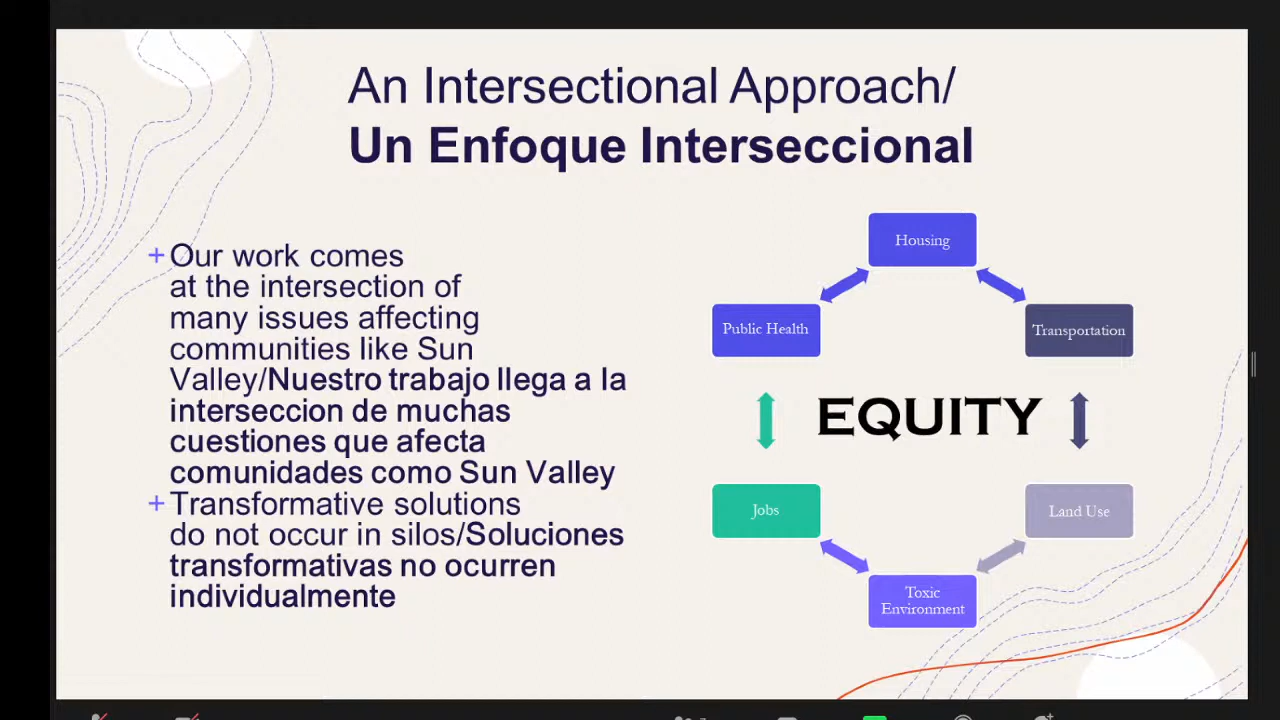 An Intersectional Approach/
Un Enfoque Interseccional
+Our work comes
at the intersection of
many issues affecting
communities like Sun
Valley/Nuestro trabajo llega a la
interseccion de muchas
cuestiones que afecta
comunidades como Sun Valley
+Transformative solutions
do not occur in silos/Soluciones
transformativas no ocurren
individualmente
Housing
Public Health
Transportation
EQUITY
Jobs
Land Use
Toxic
Environment